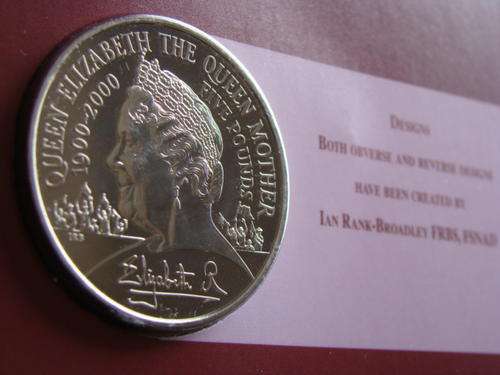 QUEEN ELIZABETH THE QUEEN MOTHER
1900-2000
FIVE POUNDS
Elizabeth R
DESIGNS
BOTH OBVERSE AND REVERSE DESIGNS
HAVE BEEN CREATED BY
IAN RANK-BROADLEY FRBS, FSNAD